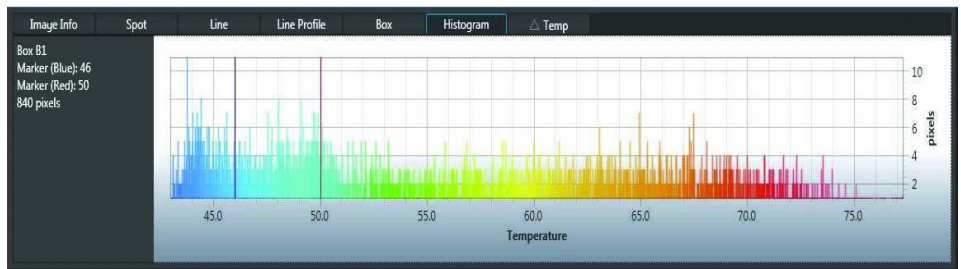 Image Info Spot Line Line Profile Box Histogram △ Temp
Box B1
Marker (Blue): 46
Marker (Red): 50
840 pixels
10
8
6
4
2
pixels
45.0 50.0 55.0 60.0 65.0 70.0 75.0
Temperature